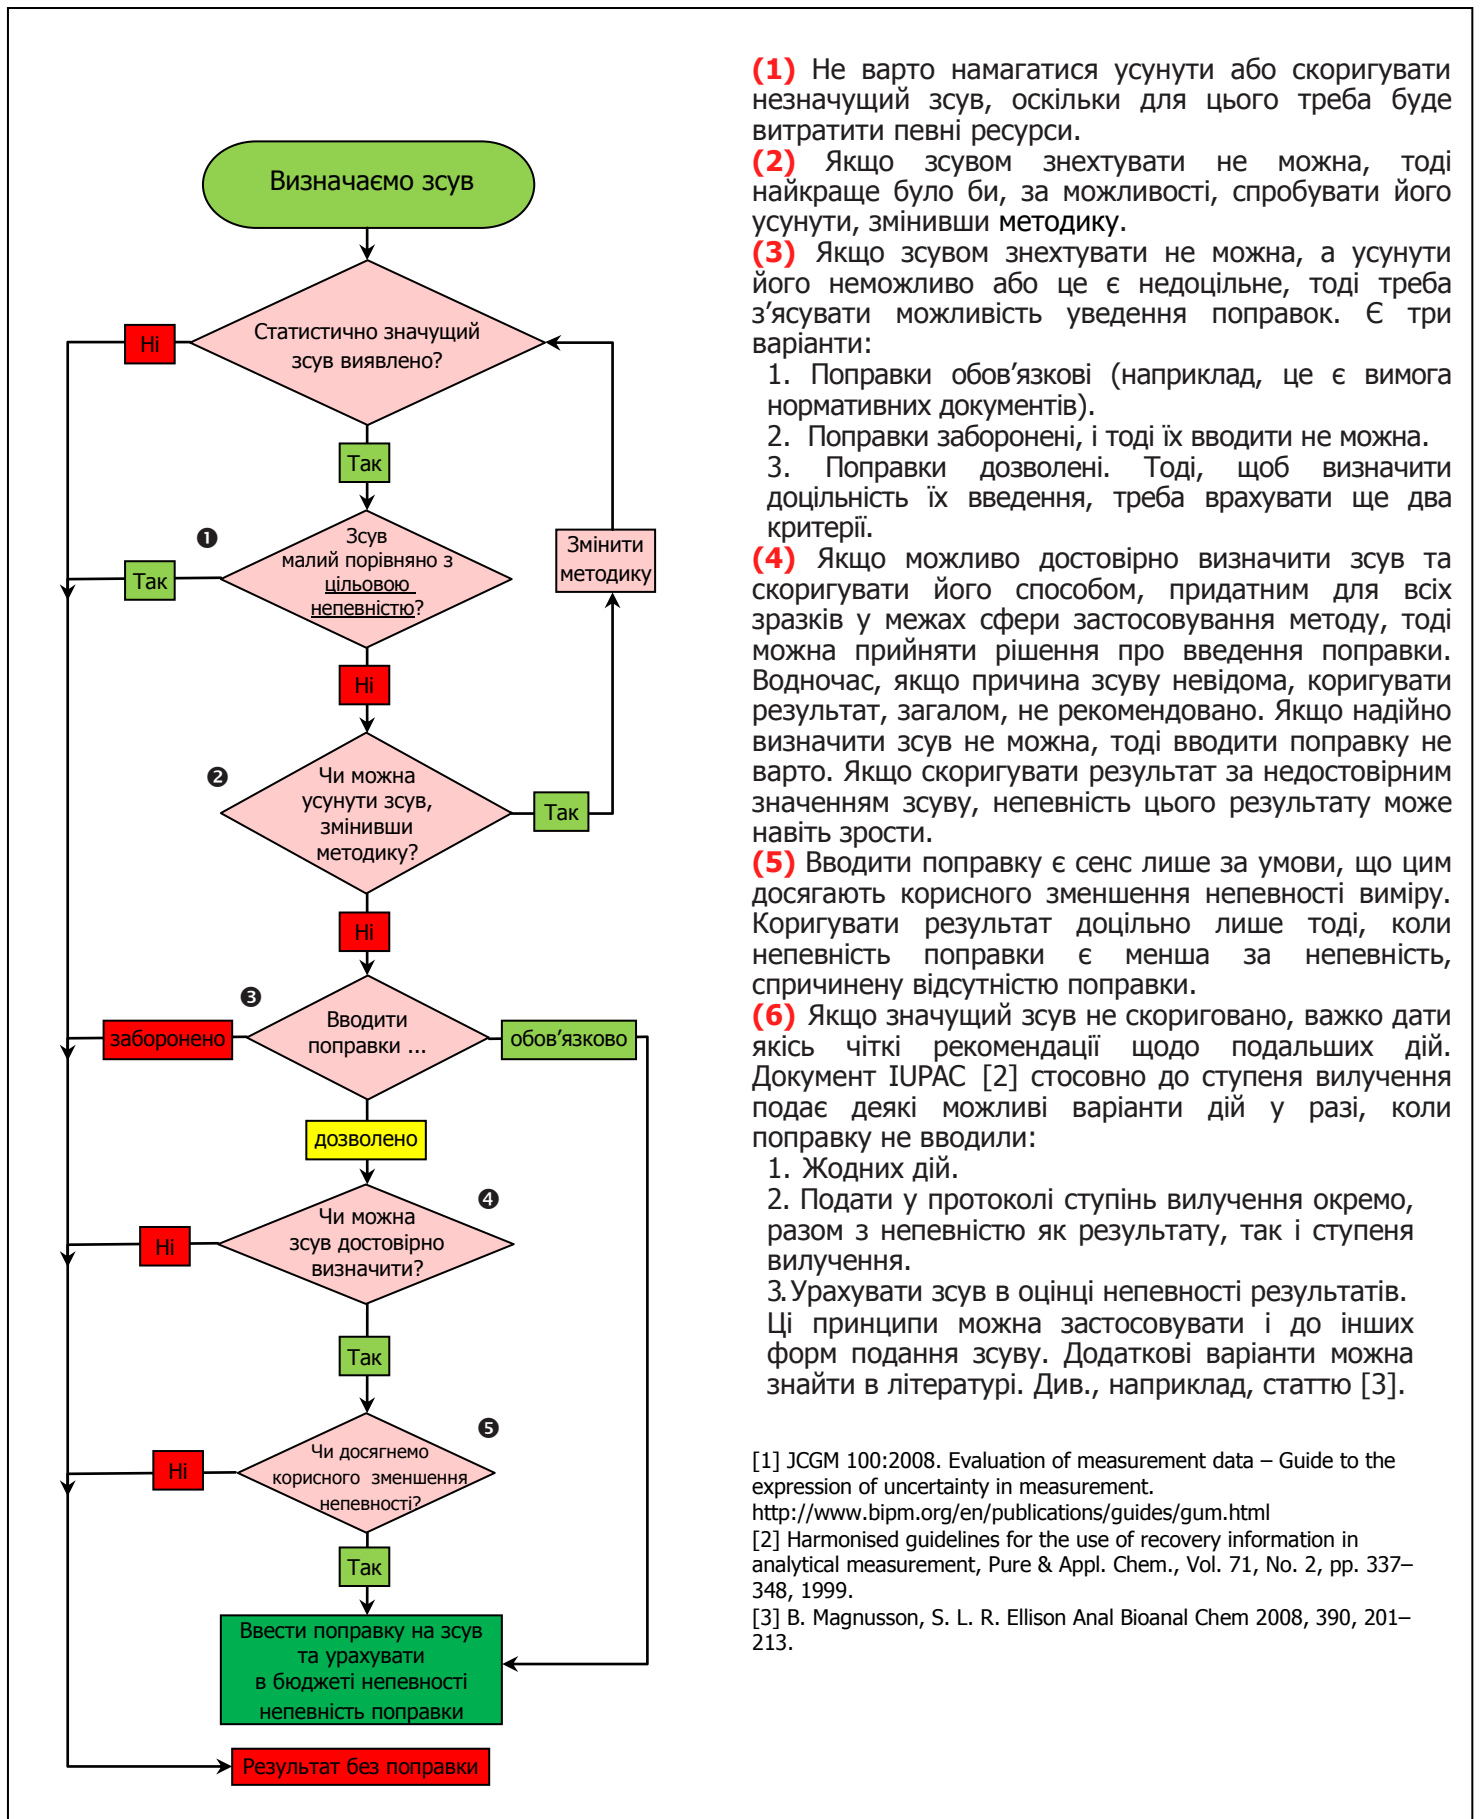 Визначаємо зсув
Статистично значущий
зсув виявлено?
Ні
Так
❶
Зсув
малий порівняно з
цільовою
непевністю?
Так
Змінити
методику
Ні
❷
Чи можна
усунути зсув,
змінивши
методику?
Так
Ні
❸
Вводити
поправки ...
заборонено
обов’язково
дозволено
❹
Чи можна
зсув достовірно
визначити?
Ні
Так
❺
Чи досягнемо
корисного зменшення
непевності?
Ні
Так
Ввести поправку на зсув
та урахувати
в бюджеті непевності
непевність поправки
Результат без поправки
(1) Не варто намагатися усунути або скоригувати
незначущий зсув, оскільки для цього треба буде
витратити певні ресурси.
(2) Якщо зсувом знехтувати не можна, тоді
найкраще було би, за можливості, спробувати його
усунути, змінивши методику.
(3) Якщо зсувом знехтувати не можна, а усунути
його неможливо або це є недоцільне, тоді треба
з’ясувати можливість уведення поправок. Є три
варіанти:
1. Поправки обов’язкові (наприклад, це є вимога
нормативних документів).
2. Поправки заборонені, і тоді їх вводити не можна.
3. Поправки дозволені. Тоді, щоб визначити
доцільність їх введення, треба врахувати ще два
критерії.
(4) Якщо можливо достовірно визначити зсув та
скоригувати його способом, придатним для всіх
зразків у межах сфери застосовування методу, тоді
можна прийняти рішення про введення поправки.
Водночас, якщо причина зсуву невідома, коригувати
результат, загалом, не рекомендовано. Якщо надійно
визначити зсув не можна, тоді вводити поправку не
варто. Якщо скоригувати результат за недостовірним
значенням зсуву, непевність цього результату може
навіть зрости.
(5) Вводити поправку є сенс лише за умови, що цим
досягають корисного зменшення непевності виміру.
Коригувати результат доцільно лише тоді, коли
непевність поправки є менша за непевність,
спричинену відсутністю поправки.
(6) Якщо значущий зсув не скориговано, важко дати
якісь чіткі рекомендації щодо подальших дій.
Документ IUPAC [2] стосовно до ступеня вилучення
подає деякі можливі варіанти дій у разі, коли
поправку не вводили:
1. Жодних дій.
2. Подати у протоколі ступінь вилучення окремо,
разом з непевністю як результату, так і ступеня
вилучення.
3. Урахувати зсув в оцінці непевності результатів.
Ці принципи можна застосовувати і до інших
форм подання зсуву. Додаткові варіанти можна
знайти в літературі. Див., наприклад, статтю [3].
[1] JCGM 100:2008. Evaluation of measurement data – Guide to the
expression of uncertainty in measurement.
http://www.bipm.org/en/publications/guides/gum.html
[2] Harmonised guidelines for the use of recovery information in
analytical measurement, Pure & Appl. Chem., Vol. 71, No. 2, pp. 337–
348, 1999.
[3] B. Magnusson, S. L. R. Ellison Anal Bioanal Chem 2008, 390, 201–
213.